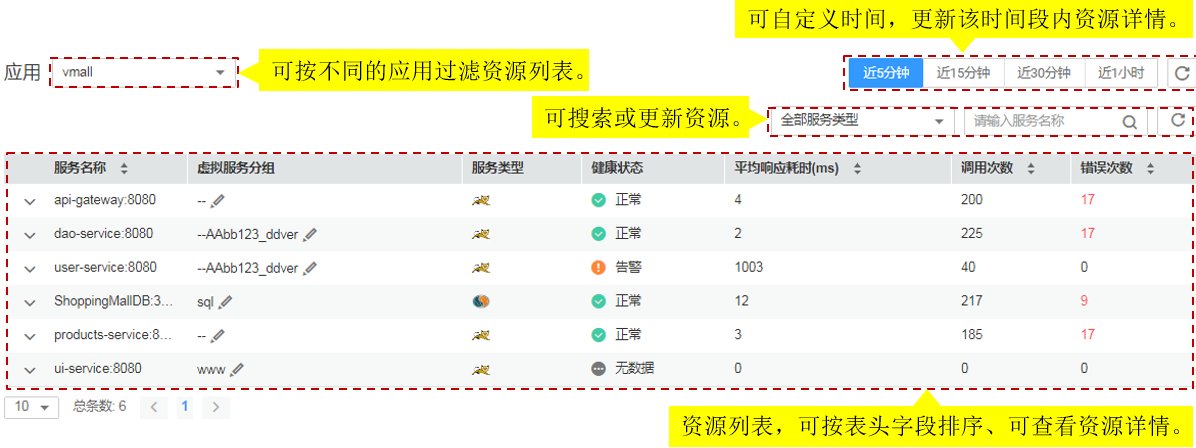 可自定义时间，更新该时间段内资源详情。
应用 vmall 可按不同的应用过滤资源列表。 近5分钟 近15分钟 近30分钟 近1小时
可搜索或更新资源。 全部服务类型 请输入服务名称
服务名称 虚拟服务分组 服务类型 健康状态 平均响应耗时(ms) 调用次数 错误次数
api-gateway:8080 -- 正常 4 200 17
dao-service:8080 --AAbb123_ddver 正常 2 225 17
user-service:8080 --AAbb123_ddver 告警 1003 40 0
ShoppingMallDB:3... sql 正常 12 217 9
products-service:8... -- 正常 3 185 17
ui-service:8080 www 无数据 0 0 0
10 总条数: 6 < 1 >
资源列表，可按表头字段排序、可查看资源详情。